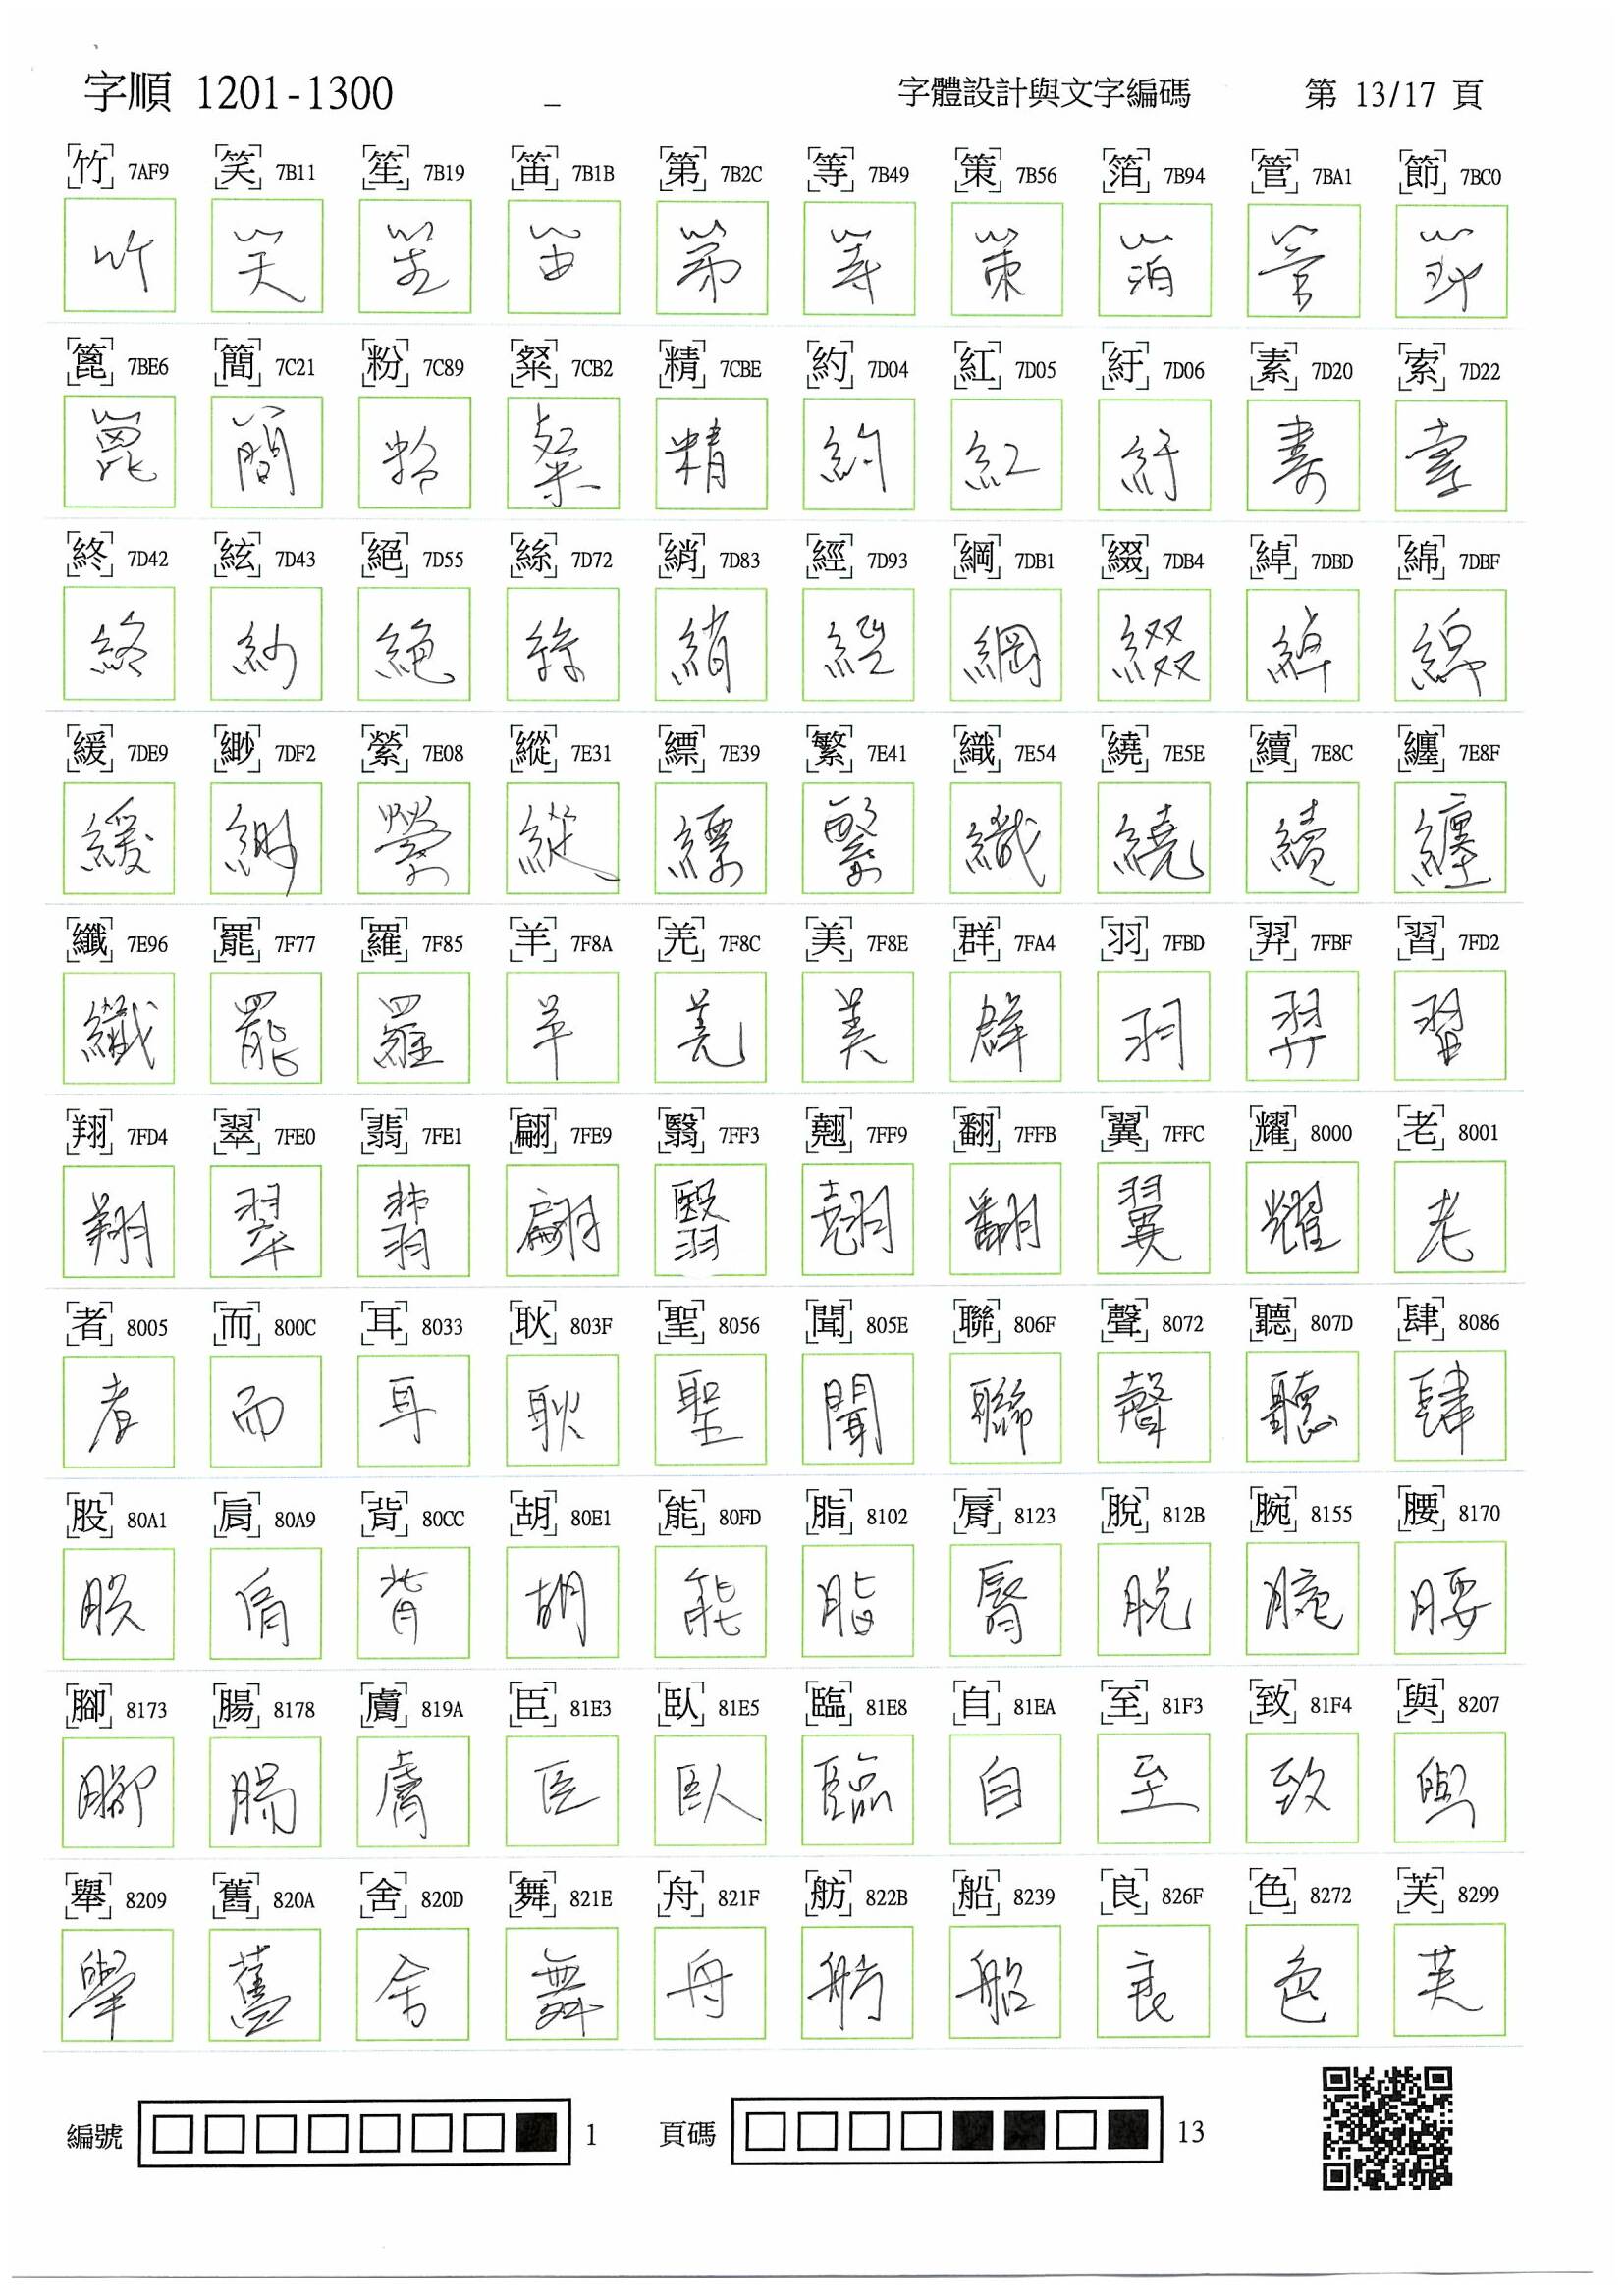 字順 1201-1300 _ 字體設計與文字編碼 第 13/17 頁
竹 7AF9 笑 7B11 笙 7B19 笛 7B1B 第 7B2C 等 7B49 策 7B56 箔 7B94 管 7BA1 節 7BC0
竹 笑 笙 笛 第 等 策 箔 管 節
篦 7BE6 簡 7C21 粉 7C89 粲 7CB2 精 7CBE 約 7D04 紅 7D05 紆 7D06 素 7D20 索 7D22
篦 簡 粉 粲 精 約 紅 紆 素 索
終 7D42 絃 7D43 絕 7D55 絲 7D72 綃 7D83 經 7D93 綱 7DB1 綴 7DB4 綽 7DBD 綿 7DBF
終 絃 絕 絲 綃 經 綱 綴 綽 綿
緩 7DE9 緲 7DF2 縈 7E08 縱 7E31 縹 7E39 繁 7E41 織 7E54 繞 7E5E 續 7E8C 纏 7E8F
緩 緲 縈 縱 縹 繁 織 繞 續 纏
纖 7E96 罷 7F77 羅 7F85 羊 7F8A 羌 7F8C 美 7F8E 群 7FA4 羽 7FBD 羿 7FBF 習 7FD2
纖 罷 羅 羊 羌 美 群 羽 羿 習
翔 7FD4 翠 7FE0 翡 7FE1 翩 7FE9 翳 7FF3 翹 7FF9 翻 7FFB 翼 7FFC 耀 8000 老 8001
翔 翠 翡 翩 翳 翹 翻 翼 耀 老
者 8005 而 800C 耳 8033 耿 803F 聖 8056 聞 805E 聯 806F 聲 8072 聽 807D 肆 8086
者 而 耳 耿 聖 聞 聯 聲 聽 肆
股 80A1 肩 80A9 背 80CC 胡 80E1 能 80FD 脂 8102 脣 8123 脫 812B 腕 8155 腰 8170
股 肩 背 胡 能 脂 脣 脫 腕 腰
腳 8173 腸 8178 膚 819A 臣 81E3 臥 81E5 臨 81E8 自 81EA 至 81F3 致 81F4 與 8207
腳 腸 膚 臣 臥 臨 自 至 致 與
舉 8209 舊 820A 舍 820D 舞 821E 舟 821F 舫 822B 船 8239 良 826F 色 8272 芙 8299
舉 舊 舍 舞 舟 舫 船 良 色 芙
編號 1 頁碼 13